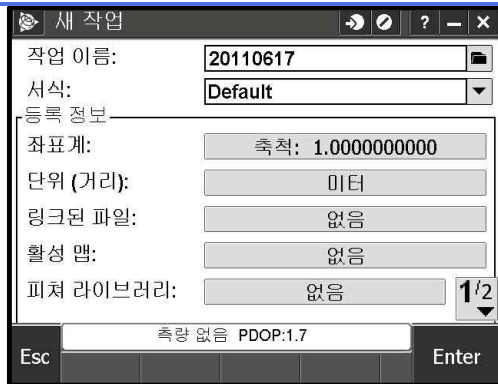 새 작업
? – ×
작업 이름: 20110617
서식: Default
등록 정보
좌표계: 축척: 1.0000000000
단위 (거리): 미터
링크된 파일: 없음
활성 맵: 없음
피쳐 라이브러리: 없음 1/2
측량 없음 PDOP:1.7
Esc Enter